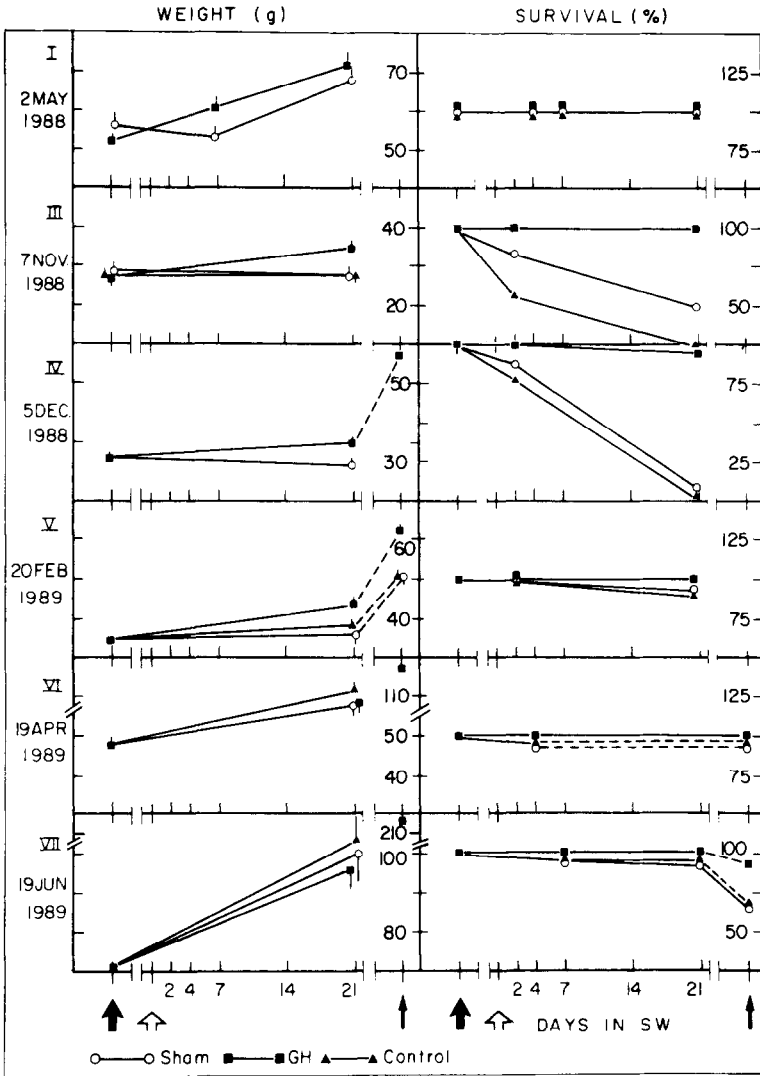 WEIGHT (g) SURVIVAL (%)
I
2 MAY
1988
70
50
125
75
III
7 NOV.
1988
40
20
100
50
IV
5 DEC.
1988
50
30
75
25
V
20 FEB
1989
60
40
125
75
VI
19 APR
1989
110
50
40
125
75
VII
19 JUN
1989
210
100
80
100
50
2 4 7 14 21 2 4 7 14 21
DAYS IN SW
Sham GH Control